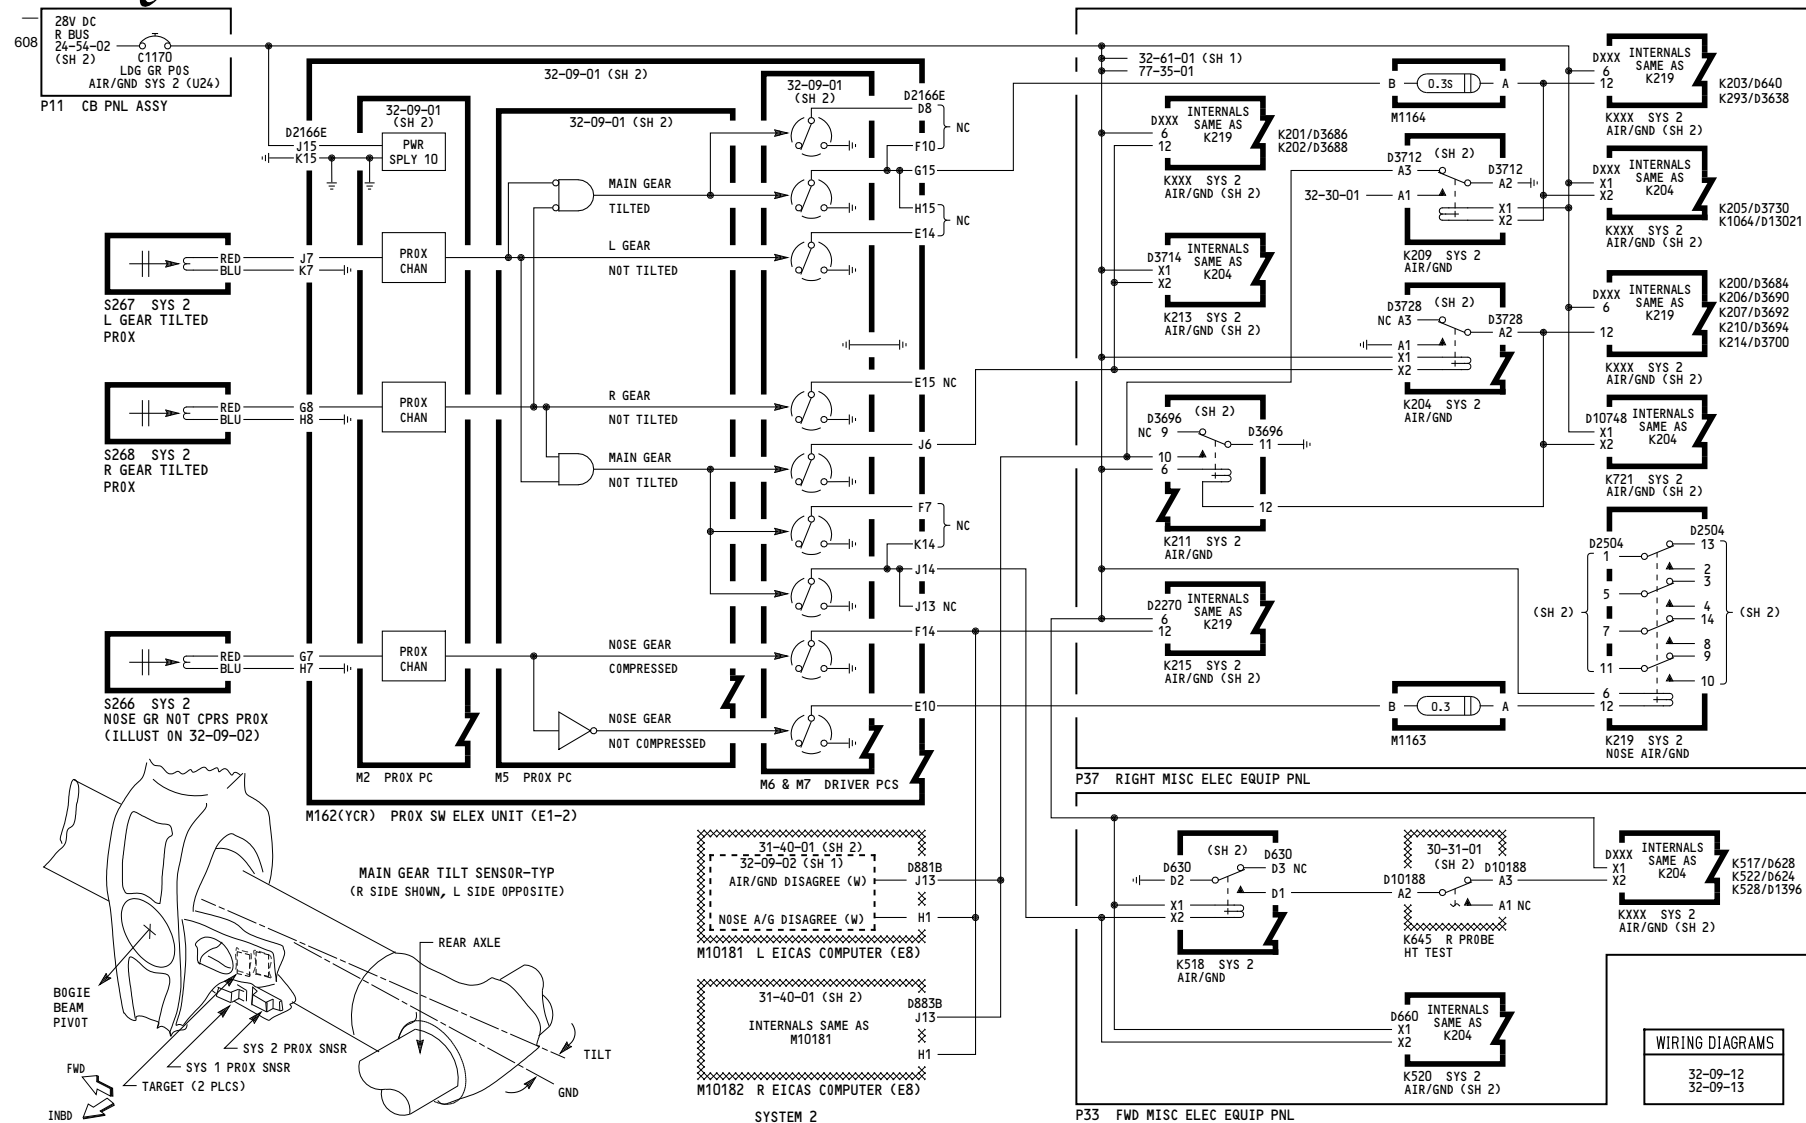 608
28V DC
R BUS
24-54-02
(SH 2)
C1170
LDG GR POS
AIR/GND SYS 2 (U24)
P11 CB PNL ASSY
32-09-01 (SH 2)
32-09-01
(SH 2)
D2166E
J15
K15
PWR
SPLY 10
32-09-01 (SH 2)
32-09-01
(SH 2)
D2166E
D8
NC
F10
G15
H15
NC
E14
MAIN GEAR
TILTED
L GEAR
NOT TILTED
RED
BLU
J7
K7
PROX
CHAN
S267 SYS 2
L GEAR TILTED
PROX
RED
BLU
G8
H8
PROX
CHAN
R GEAR
NOT TILTED
E15 NC
J6
MAIN GEAR
NOT TILTED
S268 SYS 2
R GEAR TILTED
PROX
F7
NC
K14
J14
J13 NC
RED
BLU
G7
H7
PROX
CHAN
NOSE GEAR
COMPRESSED
F14
NOSE GEAR
NOT COMPRESSED
E10
S266 SYS 2
NOSE GR NOT CPRS PROX
(ILLUST ON 32-09-02)
M2 PROX PC
M5 PROX PC
M6 & M7 DRIVER PCS
M162(YCR) PROX SW ELEX UNIT (E1-2)
32-61-01 (SH 1)
77-35-01
B
0.3S
A
M1164
DXXX
6
12
INTERNALS
SAME AS
K219
K203/D640
K293/D3638
KXXX SYS 2
AIR/GND (SH 2)
DXXX
6
12
INTERNALS
SAME AS
K219
K201/D3686
K202/D3688
KXXX SYS 2
AIR/GND (SH 2)
D3712
A3
(SH 2)
D3712
A2
32-30-01
A1
X1
X2
K209 SYS 2
AIR/GND
DXXX
X1
X2
INTERNALS
SAME AS
K204
K205/D3730
K1064/D13021
KXXX SYS 2
AIR/GND (SH 2)
D3714
X1
X2
INTERNALS
SAME AS
K204
K213 SYS 2
AIR/GND (SH 2)
D3728
NC A3
(SH 2)
D3728
A2
A1
X1
X2
K204 SYS 2
AIR/GND
DXXX
6
12
INTERNALS
SAME AS
K219
K200/D3684
K206/D3690
K207/D3692
K210/D3694
K214/D3700
KXXX SYS 2
AIR/GND (SH 2)
D3696
NC 9
(SH 2)
D3696
11
10
6
12
K211 SYS 2
AIR/GND
D10748
X1
X2
INTERNALS
SAME AS
K204
K721 SYS 2
AIR/GND (SH 2)
D2270
6
12
INTERNALS
SAME AS
K219
K215 SYS 2
AIR/GND (SH 2)
D2504
D2504
1
13
2
3
5
4
14
7
8
9
11
10
6
12
(SH 2)
(SH 2)
K219 SYS 2
NOSE AIR/GND
B
0.3
A
M1163
P37 RIGHT MISC ELEC EQUIP PNL
31-40-01 (SH 2)
32-09-02 (SH 1)
AIR/GND DISAGREE (W)
NOSE A/G DISAGREE (W)
D881B
J13
H1
M10181 L EICAS COMPUTER (E8)
31-40-01 (SH 2)
INTERNALS SAME AS
M10181
D883B
J13
H1
M10182 R EICAS COMPUTER (E8)
SYSTEM 2
D630
D2
(SH 2)
D630
D3 NC
D1
X1
X2
K518 SYS 2
AIR/GND
30-31-01
(SH 2)
D10188
A2
D10188
A3
A1 NC
K645 R PROBE
HT TEST
DXXX
X1
X2
INTERNALS
SAME AS
K204
K517/D628
K522/D624
K528/D1396
KXXX SYS 2
AIR/GND (SH 2)
D660
X1
X2
INTERNALS
SAME AS
K204
K520 SYS 2
AIR/GND (SH 2)
P33 FWD MISC ELEC EQUIP PNL
WIRING DIAGRAMS
32-09-12
32-09-13
MAIN GEAR TILT SENSOR-TYP
(R SIDE SHOWN, L SIDE OPPOSITE)
REAR AXLE
BOGIE
BEAM
PIVOT
SYS 2 PROX SNSR
SYS 1 PROX SNSR
TARGET (2 PLCS)
TILT
GND
FWD
INBD